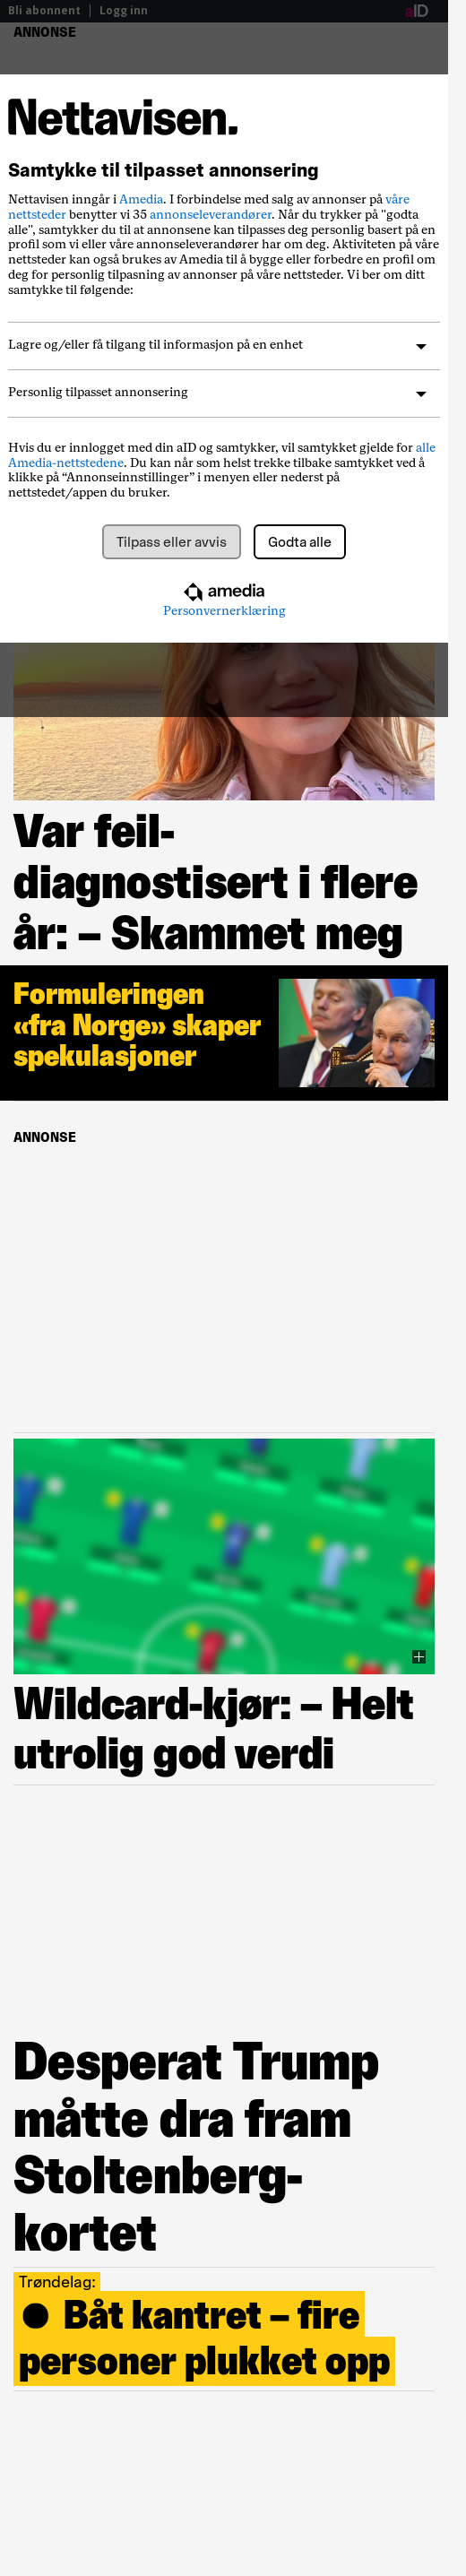 Bli abonnent | Logg inn
aID
ANNONSE
Nettavisen.
Samtykke til tilpasset annonsering
Nettavisen inngår i Amedia. I forbindelse med salg av annonser på våre
nettsteder benytter vi 35 annonseleverandører. Når du trykker på "godta
alle", samtykker du til at annonsene kan tilpasses deg personlig basert på en
profil som vi eller våre annonseleverandører har om deg. Aktiviteten på våre
nettsteder kan også brukes av Amedia til å bygge eller forbedre en profil om
deg for personlig tilpasning av annonser på våre nettsteder. Vi ber om ditt
samtykke til følgende:
Lagre og/eller få tilgang til informasjon på en enhet
Personlig tilpasset annonsering
Hvis du er innlogget med din aID og samtykker, vil samtykket gjelde for alle
Amedia-nettstedene. Du kan når som helst trekke tilbake samtykket ved å
klikke på “Annonseinnstillinger” i menyen eller nederst på
nettstedet/appen du bruker.
Tilpass eller avvis
Godta alle
amedia
Personvernerklæring
Var feil-
diagnostisert i flere
år: – Skammet meg
Formuleringen
«fra Norge» skaper
spekulasjoner
ANNONSE
Wildcard-kjør: – Helt
utrolig god verdi
Desperat Trump
måtte dra fram
Stoltenberg-
kortet
Trøndelag:
● Båt kantret – fire
personer plukket opp